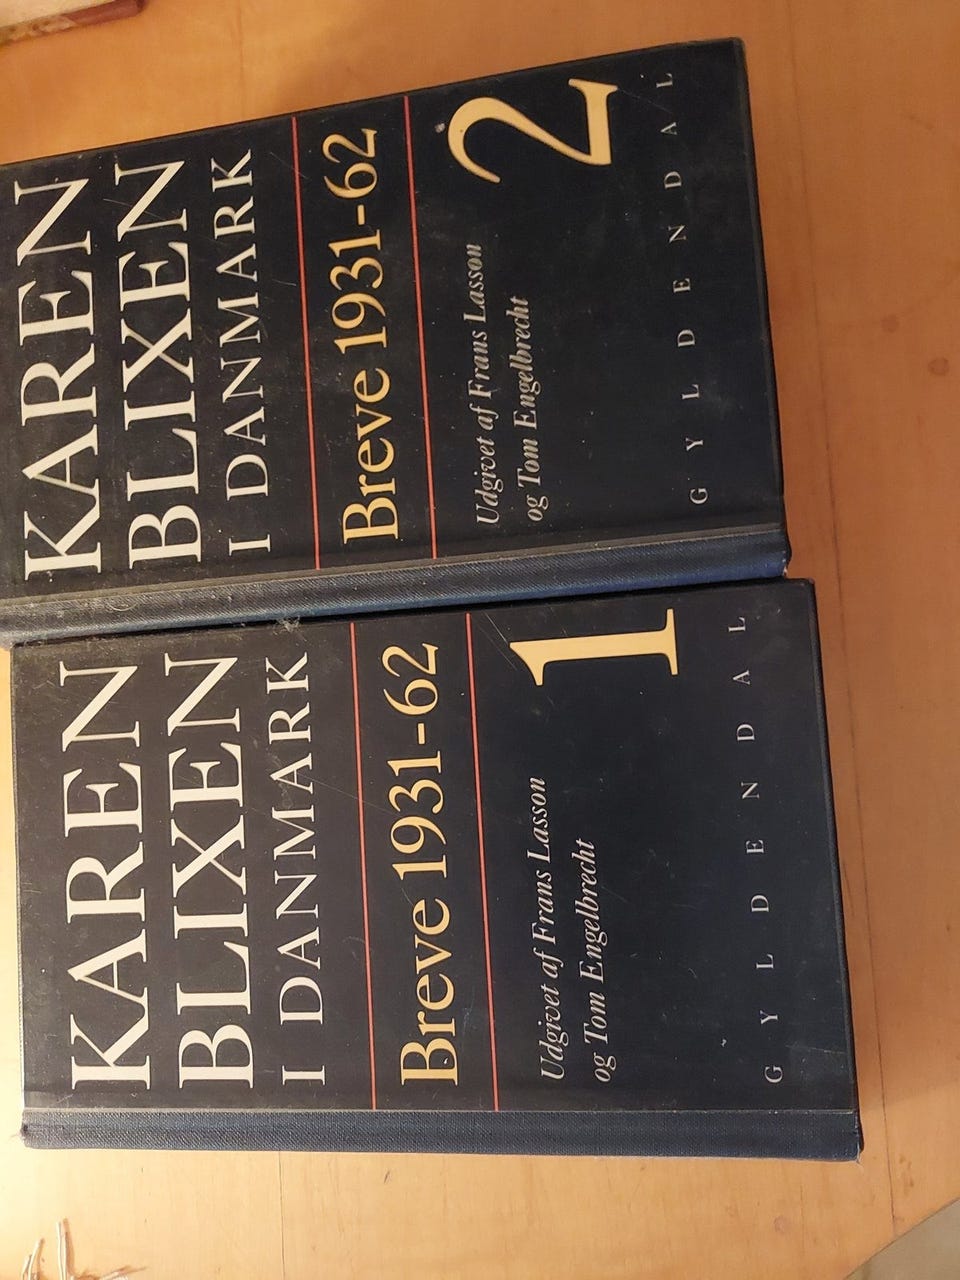 KAREN
BLIXEN
I DANMARK
Breve 1931-62
2
Udgivet af Frans Lasson
og Tom Engelbrecht
GYLDENDAL
KAREN
BLIXEN
I DANMARK
Breve 1931-62
1
Udgivet af Frans Lasson
og Tom Engelbrecht
GYLDENDAL